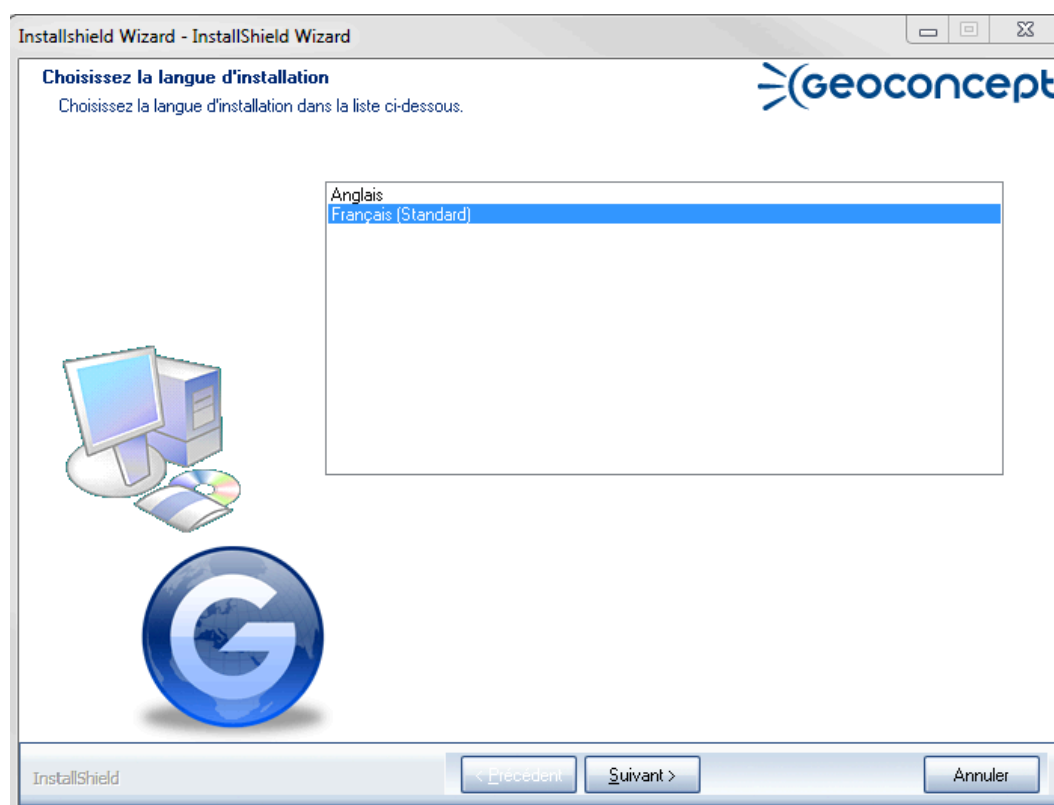 Installshield Wizard - InstallShield Wizard
Choisissez la langue d'installation
Choisissez la langue d'installation dans la liste ci-dessous.
Geoconcept
Anglais
Français (Standard)
G
InstallShield
< Précédent
Suivant >
Annuler